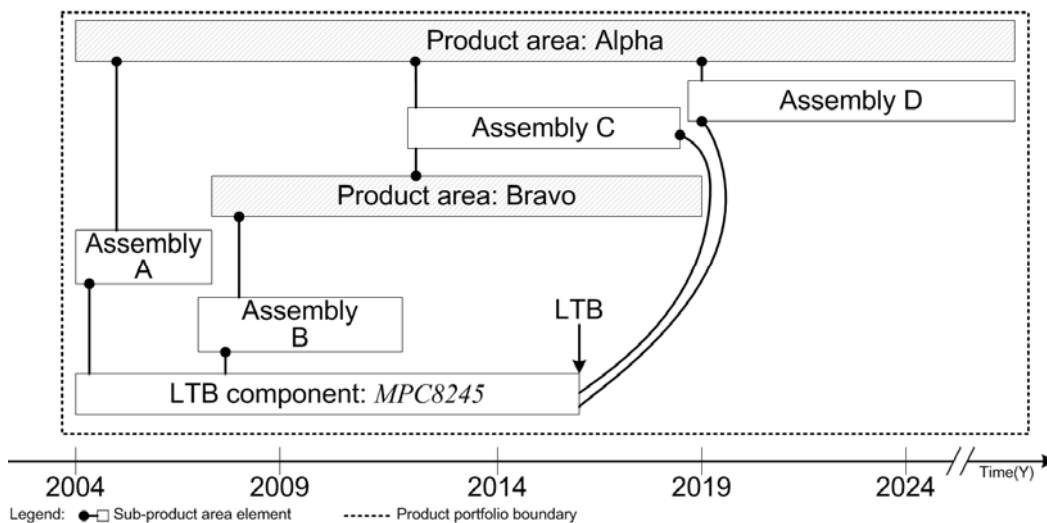 Product area: Alpha
Assembly D
Assembly C
Product area: Bravo
Assembly
A
Assembly
B
LTB
LTB component: MPC8245
2004
2009
2014
2019
2024
Time(Y)
Legend:
Sub-product area element
Product portfolio boundary